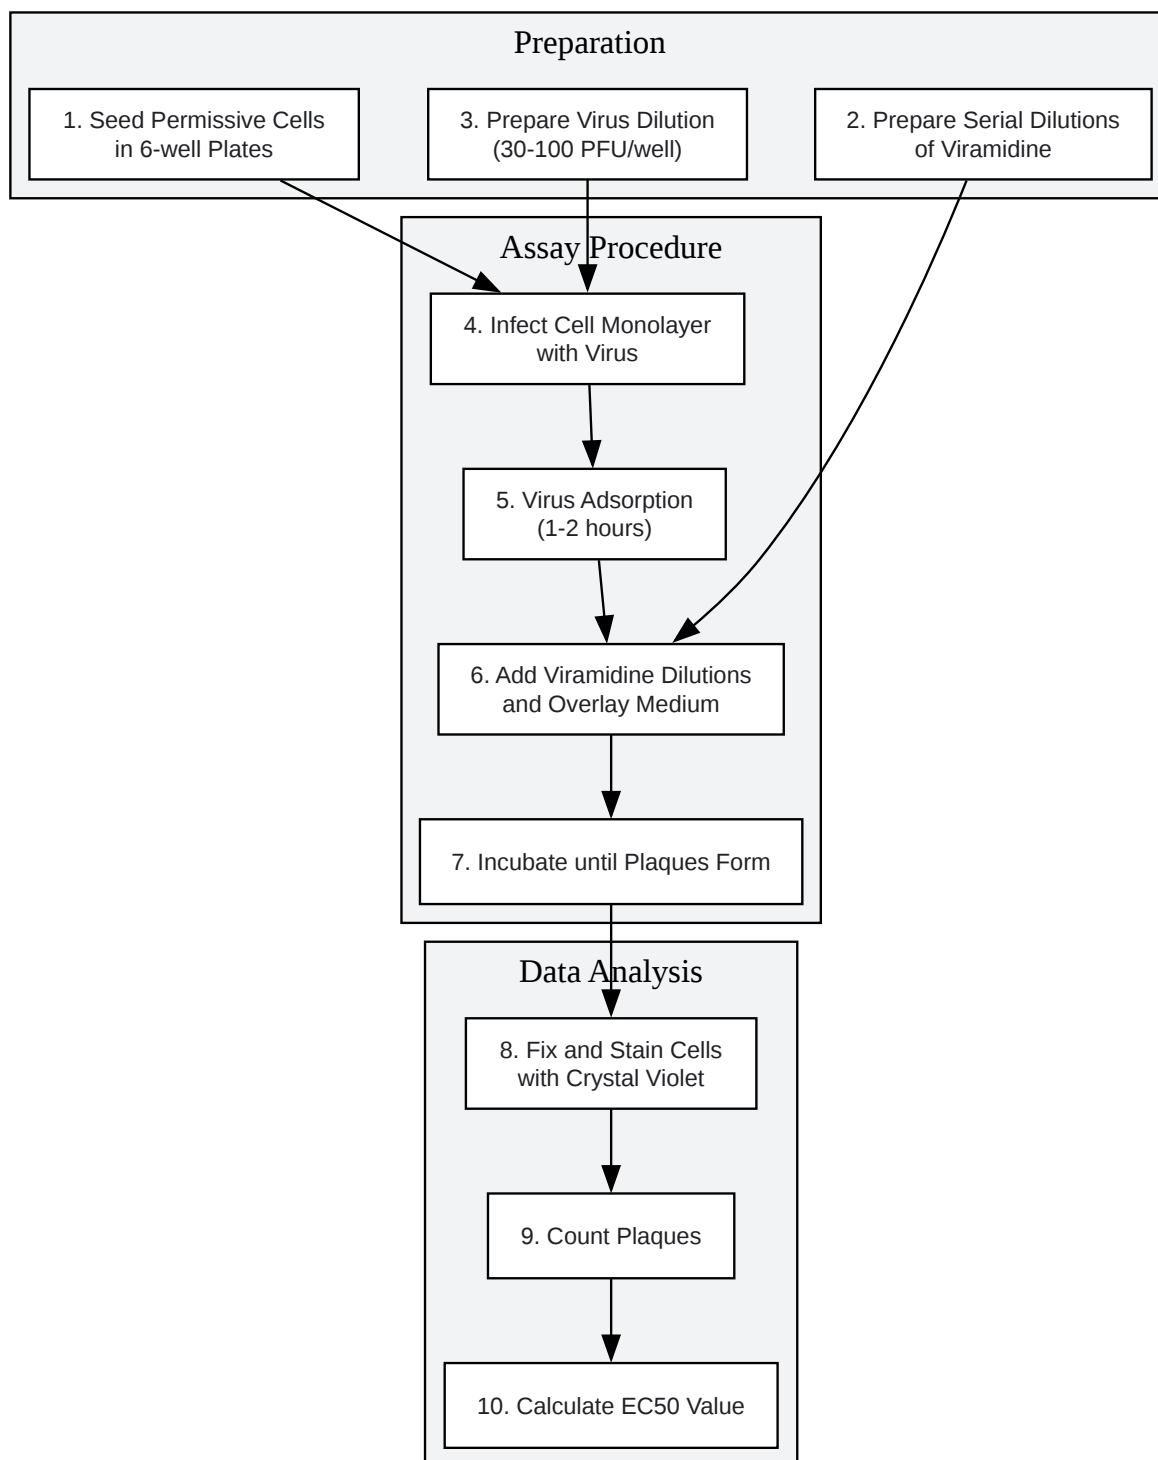 Preparation
1. Seed Permissive Cells
in 6-well Plates
3. Prepare Virus Dilution
(30-100 PFU/well)
2. Prepare Serial Dilutions
of Viramidine
Assay Procedure
4. Infect Cell Monolayer
with Virus
5. Virus Adsorption
(1-2 hours)
6. Add Viramidine Dilutions
and Overlay Medium
7. Incubate until Plaques Form
Data Analysis
8. Fix and Stain Cells
with Crystal Violet
9. Count Plaques
10. Calculate EC50 Value